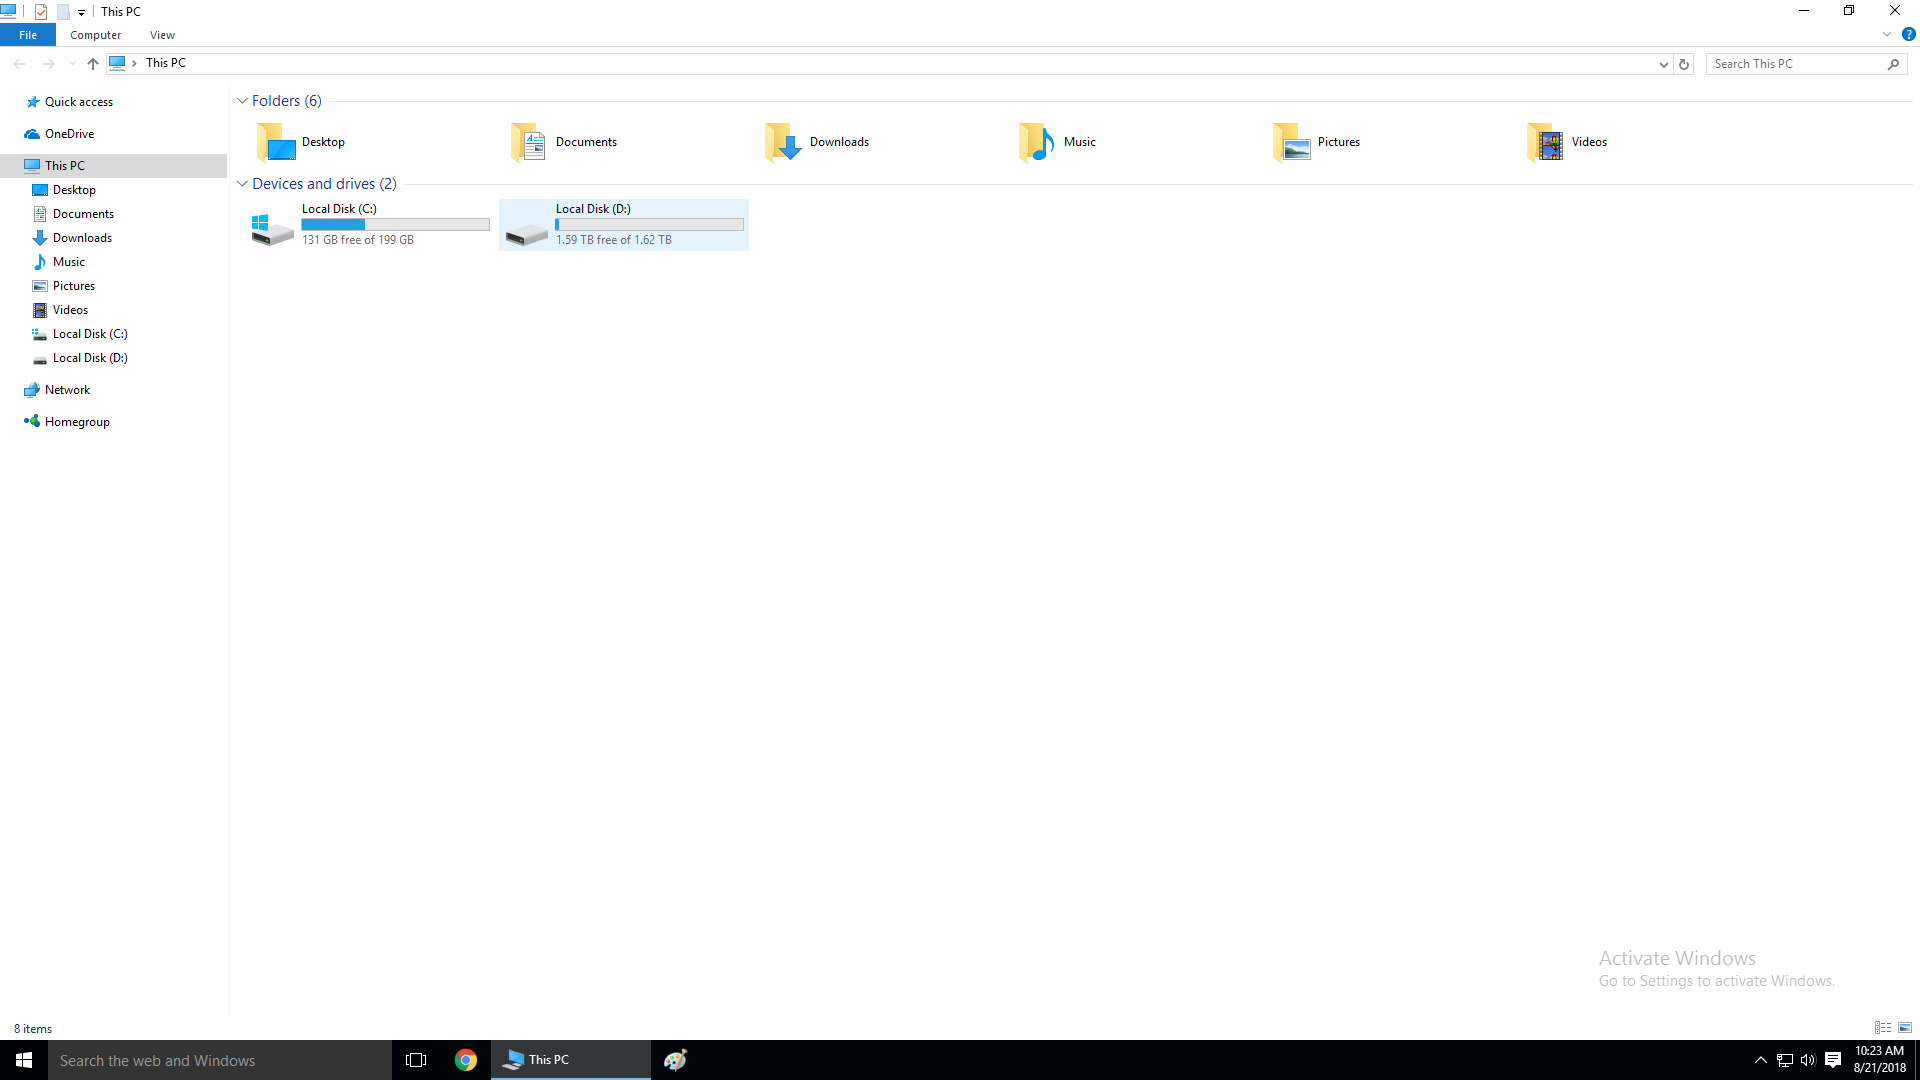 This PC
File
Computer
View
This PC
Search This PC
Quick access
OneDrive
This PC
Desktop
Documents
Downloads
Music
Pictures
Videos
Local Disk (C:)
Local Disk (D:)
Network
Homegroup
Folders (6)
Desktop
Documents
Downloads
Music
Pictures
Videos
Devices and drives (2)
Local Disk (C:)
131 GB free of 199 GB
Local Disk (D:)
1.59 TB free of 1.62 TB
Activate Windows
Go to Settings to activate Windows.
8 items
Search the web and Windows
This PC
10:23 AM
8/21/2018